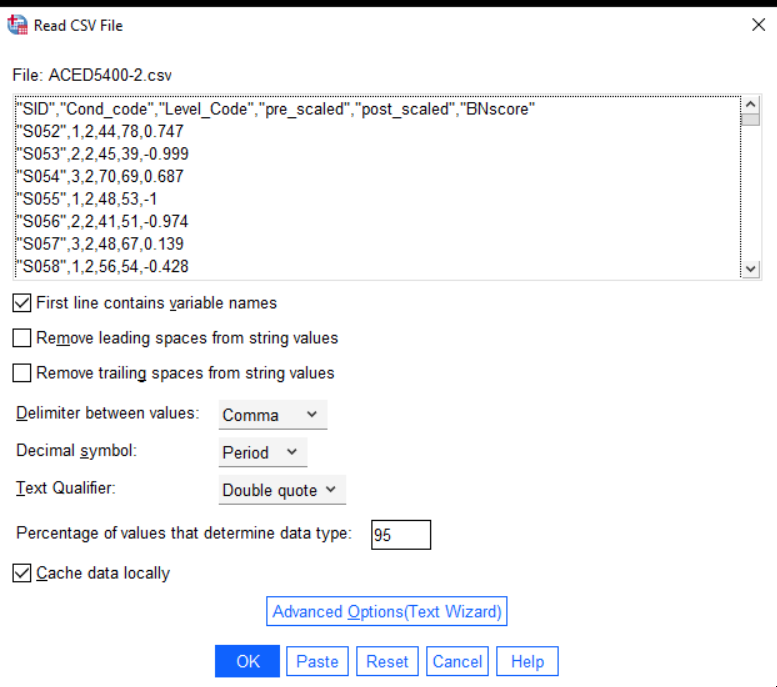 Read CSV File
File: ACED5400-2.csv
"SID","Cond_code","Level_Code","pre_scaled","post_scaled","BNscore"
"S052",1,2,44,78,0.747
"S053",2,2,45,39,-0.999
"S054",3,2,70,69,0.687
"S055",1,2,48,53,-1
"S056",2,2,41,51,-0.974
"S057",3,2,48,67,0.139
"S058",1,2,56,54,-0.428
First line contains variable names
Remove leading spaces from string values
Remove trailing spaces from string values
Delimiter between values: Comma
Decimal symbol: Period
Text Qualifier: Double quote
Percentage of values that determine data type: 95
Cache data locally
Advanced Options(Text Wizard)
OK Paste Reset Cancel Help